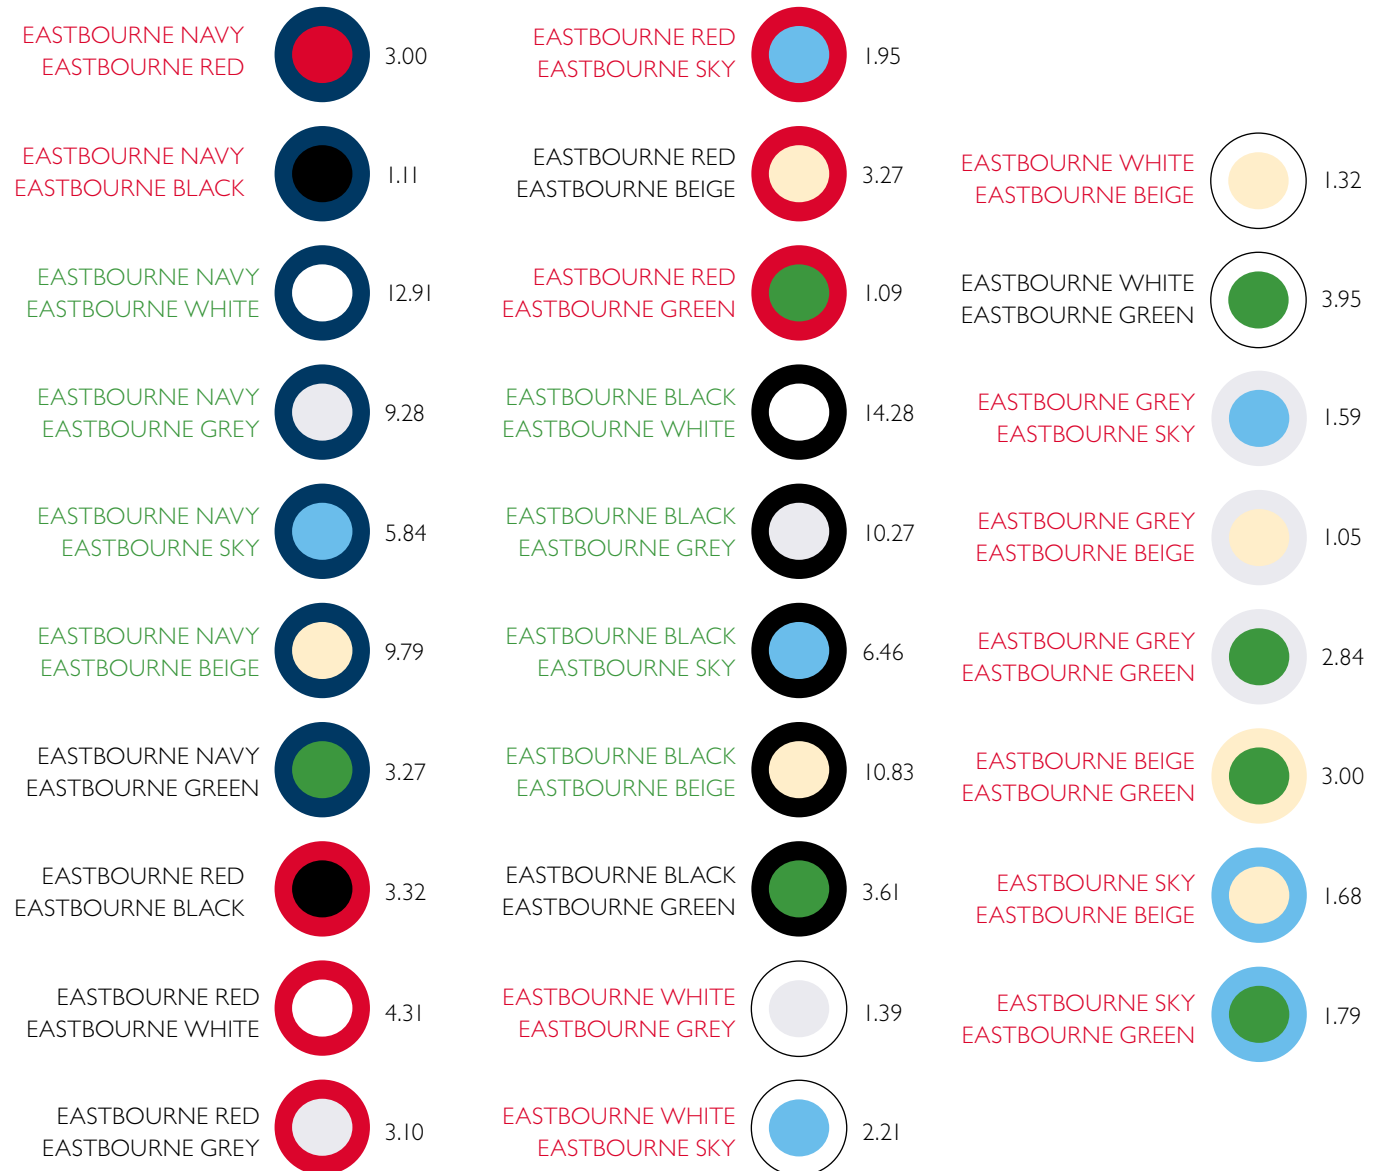 EASTBOURNE NAVY
EASTBOURNE RED
3.00
EASTBOURNE NAVY
EASTBOURNE BLACK
1.11
EASTBOURNE NAVY
EASTBOURNE WHITE
12.91
EASTBOURNE NAVY
EASTBOURNE GREY
9.28
EASTBOURNE NAVY
EASTBOURNE SKY
5.84
EASTBOURNE NAVY
EASTBOURNE BEIGE
9.79
EASTBOURNE NAVY
EASTBOURNE GREEN
3.27
EASTBOURNE RED
EASTBOURNE BLACK
3.32
EASTBOURNE RED
EASTBOURNE WHITE
4.31
EASTBOURNE RED
EASTBOURNE GREY
3.10
EASTBOURNE RED
EASTBOURNE SKY
1.95
EASTBOURNE RED
EASTBOURNE BEIGE
3.27
EASTBOURNE RED
EASTBOURNE GREEN
1.09
EASTBOURNE BLACK
EASTBOURNE WHITE
14.28
EASTBOURNE BLACK
EASTBOURNE GREY
10.27
EASTBOURNE BLACK
EASTBOURNE SKY
6.46
EASTBOURNE BLACK
EASTBOURNE BEIGE
10.83
EASTBOURNE BLACK
EASTBOURNE GREEN
3.61
EASTBOURNE WHITE
EASTBOURNE GREY
1.39
EASTBOURNE WHITE
EASTBOURNE SKY
2.21
EASTBOURNE WHITE
EASTBOURNE BEIGE
1.32
EASTBOURNE WHITE
EASTBOURNE GREEN
3.95
EASTBOURNE GREY
EASTBOURNE SKY
1.59
EASTBOURNE GREY
EASTBOURNE BEIGE
1.05
EASTBOURNE GREY
EASTBOURNE GREEN
2.84
EASTBOURNE BEIGE
EASTBOURNE GREEN
3.00
EASTBOURNE SKY
EASTBOURNE BEIGE
1.68
EASTBOURNE SKY
EASTBOURNE GREEN
1.79